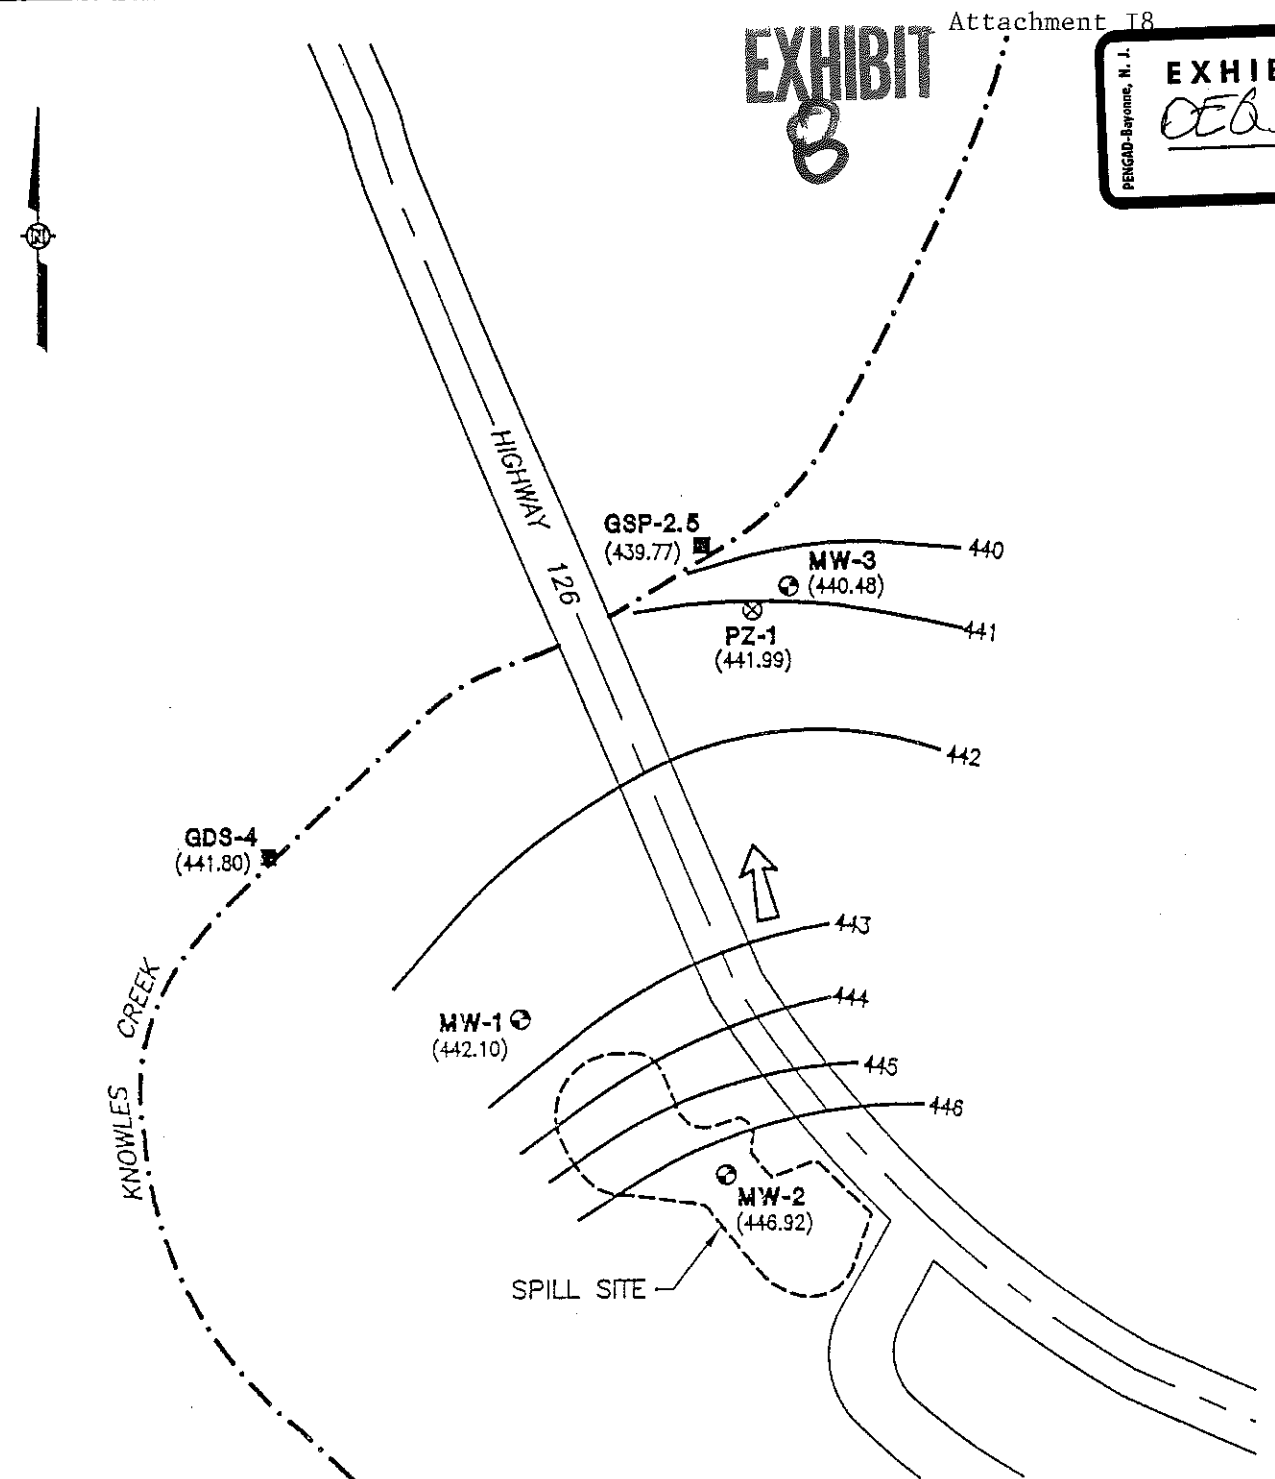 Attachment I8
EXHIBIT
8
PENGAD-Bayonne, N. J.
N
HIGHWAY 126
GSP-2.5
(439.77)
440
MW-3
(440.48)
441
PZ-1
(441.99)
442
GDS-4
(441.80)
443
KNOWLES CREEK
444
MW-1
(442.10)
445
446
MW-2
(446.92)
SPILL SITE